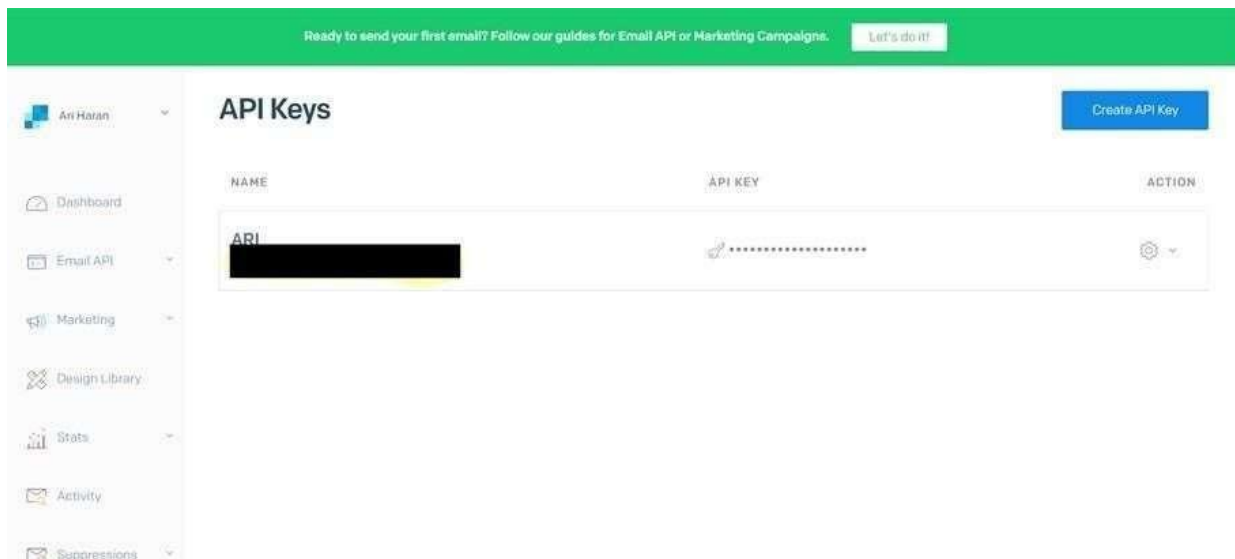 Ready to send your first email? Follow our guides for Email API or Marketing Campaigns. Let's do it!
Ari Haran
API Keys
Create API Key
NAME API KEY ACTION
Dashboard
ARI
Email API
Marketing
Design Library
Stats
Activity
Suppressions